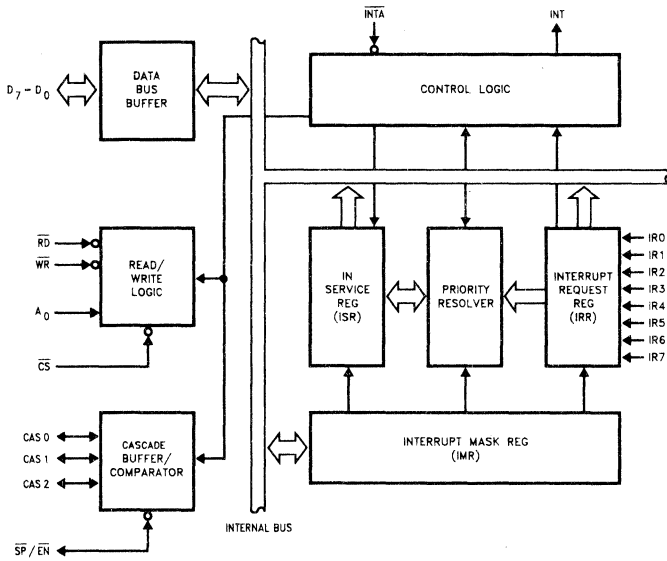 INTA
INT
DATA
BUS
BUFFER
D7-D0
CONTROL LOGIC
RD
WR
A0
CS
READ/
WRITE
LOGIC
IN
SERVICE
REG
(ISR)
PRIORITY
RESOLVER
INTERRUPT
REQUEST
REG
(IRR)
IR0
IR1
IR2
IR3
IR4
IR5
IR6
IR7
CAS 0
CAS 1
CAS 2
CASCADE
BUFFER/
COMPARATOR
INTERRUPT MASK REG
(IMR)
INTERNAL BUS
SP/EN